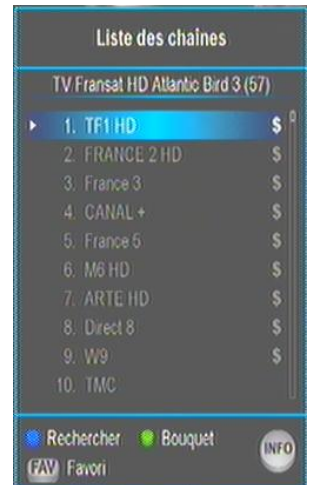 Liste des chaînes
TV Fransat HD Atlantic Bird 3 (57)
1. TF1 HD $
2. FRANCE 2 HD $
3. France 3 $
4. CANAL + $
5. France 5 $
6. M6 HD $
7. ARTE HD $
8. Direct 8 $
9. W9 $
10. TMC
Rechercher Bouquet INFO
FAV Favori